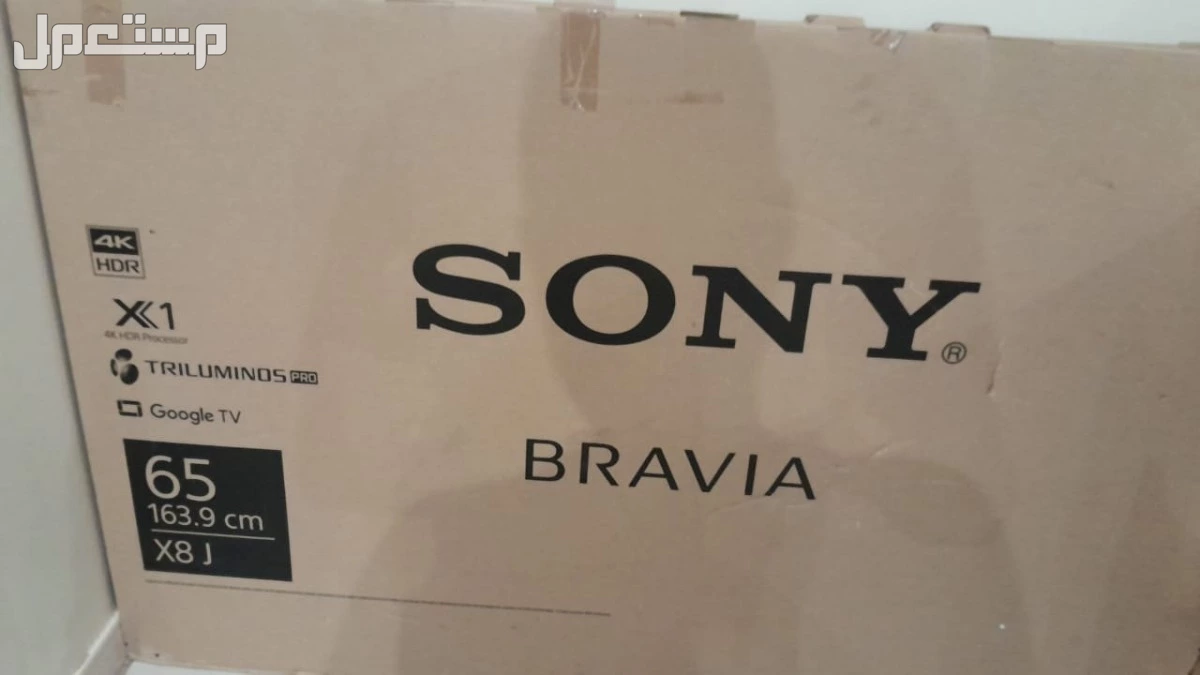 مستعمل
4K
HDR
X1
4K HDR Processor
TRILUMINOS PRO
Google TV
65
163.9 cm
X8 J
SONY®
BRAVIA